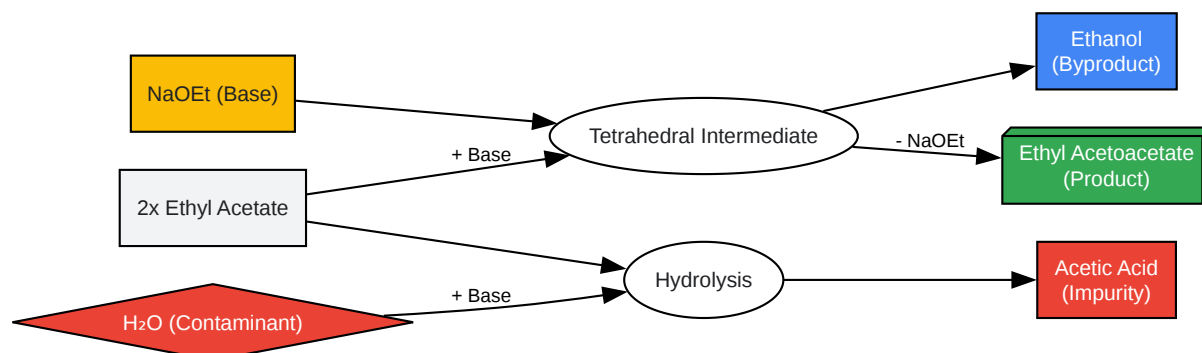 Ethanol
(Byproduct)
NaOEt (Base)
Tetrahedral Intermediate
- NaOEt
+ Base
Ethyl Acetoacetate
(Product)
2x Ethyl Acetate
Hydrolysis
Acetic Acid
(Impurity)
+ Base
H₂O (Contaminant)